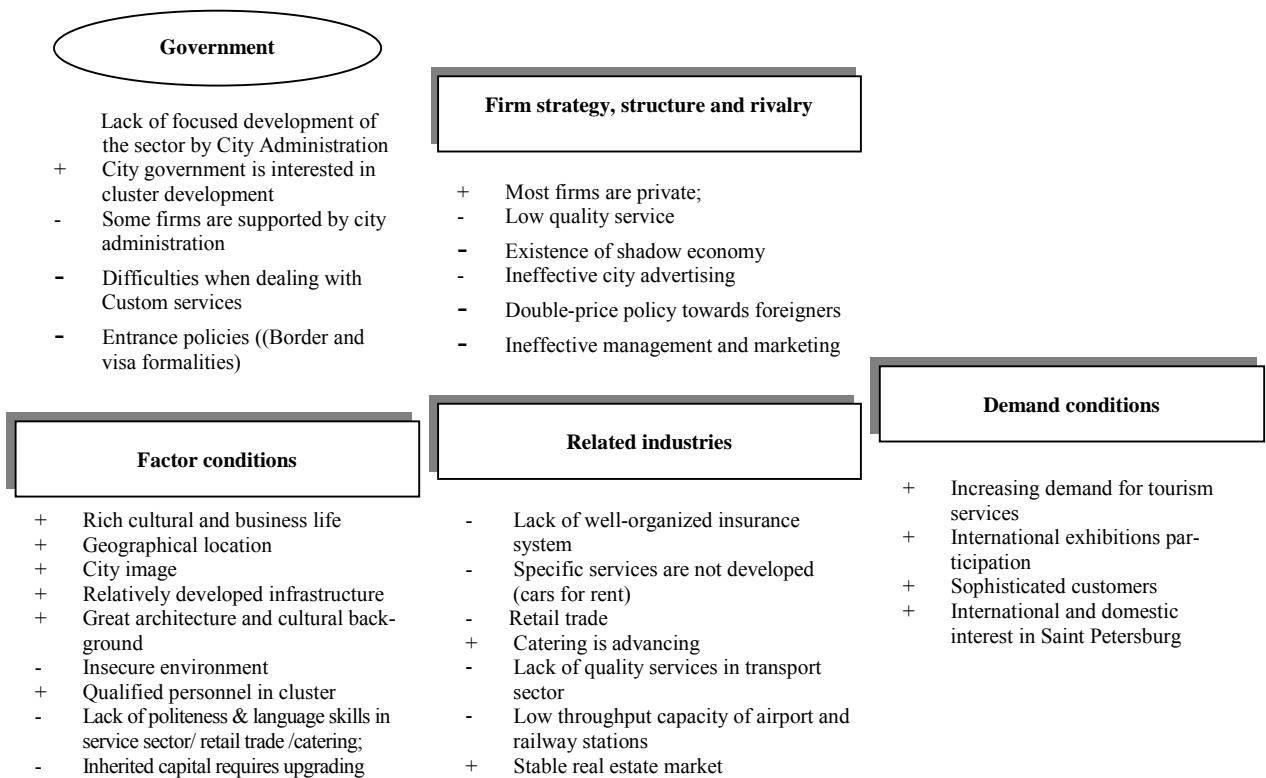 Government
Lack of focused development of
the sector by City Administration
+ City government is interested in
cluster development
- Some firms are supported by city
administration
- Difficulties when dealing with
Custom services
- Entrance policies ((Border and
visa formalities)
Firm strategy, structure and rivalry
+ Most firms are private;
- Low quality service
- Existence of shadow economy
- Ineffective city advertising
- Double-price policy towards foreigners
- Ineffective management and marketing
Factor conditions
+ Rich cultural and business life
+ Geographical location
+ City image
+ Relatively developed infrastructure
+ Great architecture and cultural back-
ground
- Insecure environment
+ Qualified personnel in cluster
- Lack of politeness & language skills in
service sector/ retail trade /catering;
- Inherited capital requires upgrading
Related industries
- Lack of well-organized insurance
system
- Specific services are not developed
(cars for rent)
- Retail trade
+ Catering is advancing
- Lack of quality services in transport
sector
- Low throughput capacity of airport and
railway stations
+ Stable real estate market
Demand conditions
+ Increasing demand for tourism
services
+ International exhibitions par-
ticipation
+ Sophisticated customers
+ International and domestic
interest in Saint Petersburg